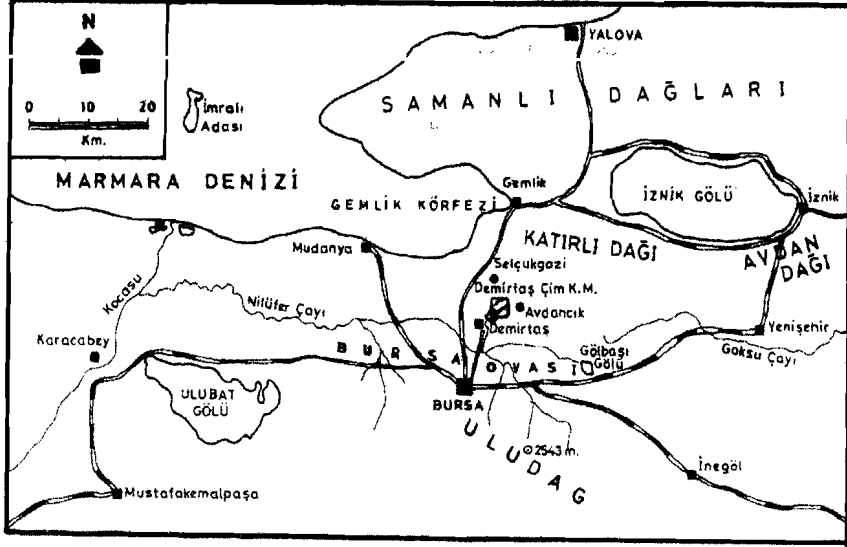 N
YALOVA
0 10 20
Km.
İmralı
Adası
SAMANLI DAĞLARI
MARMARA DENİZİ
Gemlik
GEMLİK KÖRFEZİ
İZNİK GÖLÜ
İznik
Mudanya
KATIRLI DAĞI
AVDAN
DAĞI
Selçukgazi
Kocasu
Nilüfer Çayı
Demirtaş Çim K.M.
Avdancık
Demirtaş
Karacabey
Yenişehir
BURSA OVASI
Gölbaşı
Gölü
Goksu Çayı
ULUBAT
GÖLÜ
BURSA
ULUDAG
2543 m.
İnegöl
Mustafakemalpaşa